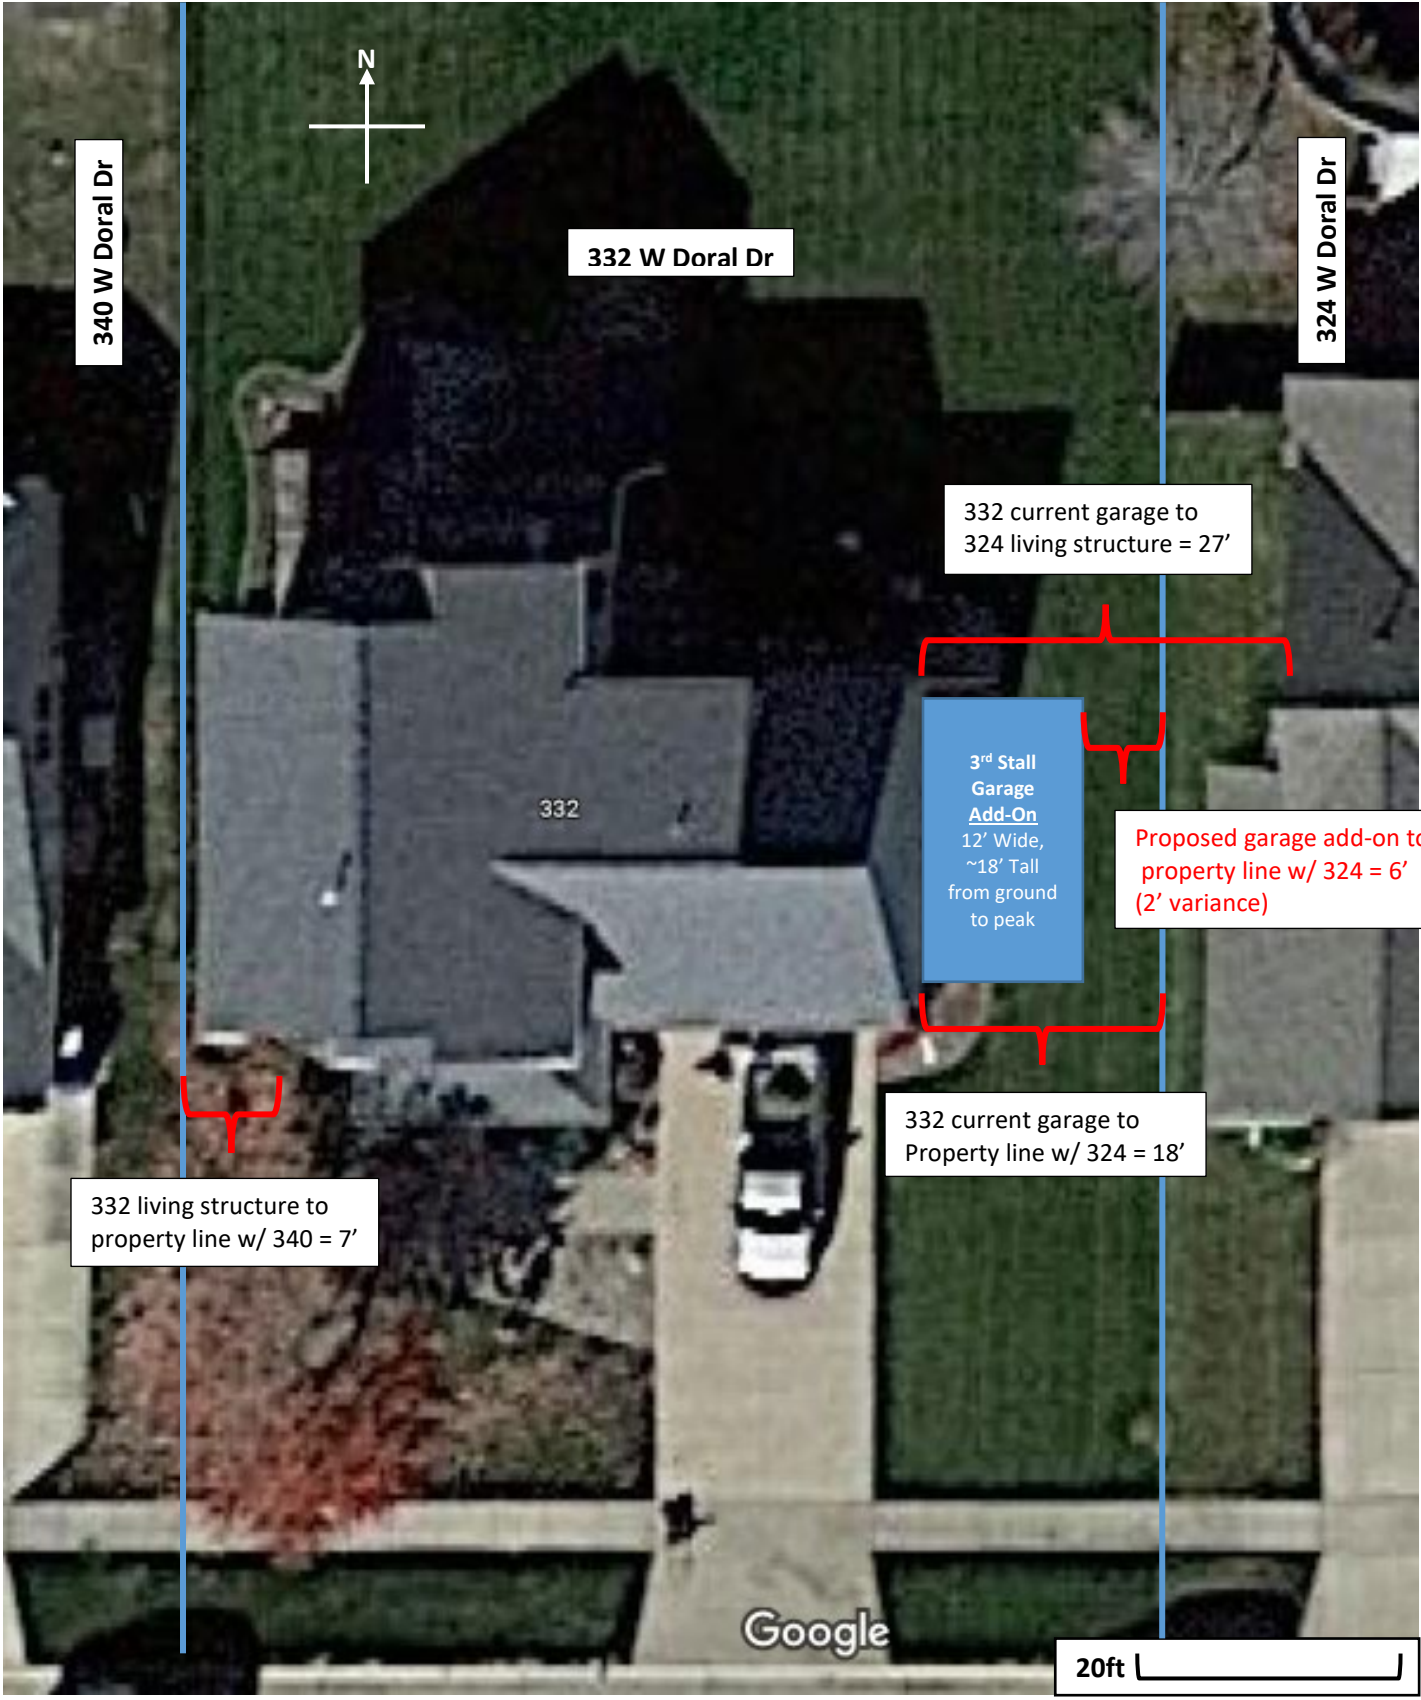 N
340 W Doral Dr
332 W Doral Dr
324 W Doral Dr
332 current garage to
324 living structure = 27’
3rd Stall
Garage
Add-On
12’ Wide,
~18’ Tall
from ground
to peak
332
Proposed garage add-on to
property line w/ 324 = 6’
(2’ variance)
332 current garage to
Property line w/ 324 = 18’
332 living structure to
property line w/ 340 = 7’
Google
20ft